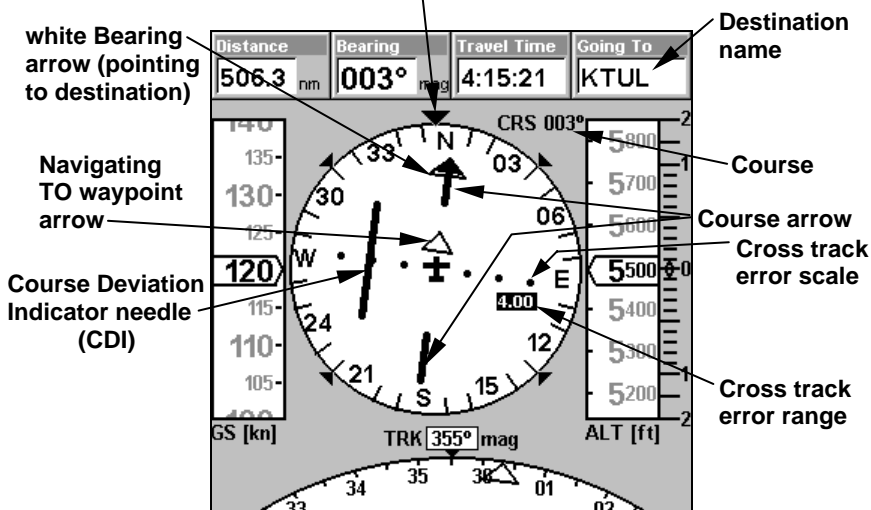 white Bearing
arrow (pointing
to destination)
Navigating
TO waypoint
arrow
Course Deviation
Indicator needle
(CDI)
Destination
name
Course
Course arrow
Cross track
error scale
Cross track
error range
Distance
506.3 nm
Bearing
003° mag
Travel Time
4:15:21
Going To
KTUL
CRS 003°
140
135
130
125
120
115
110
105
100
GS [kn]
N
03
06
E
12
15
S
21
24
W
30
33
4.00
5800
5700
5600
5500
5400
5300
5200
2
1
0
1
2
ALT [ft]
TRK 355° mag
33
34
35
36
01
02